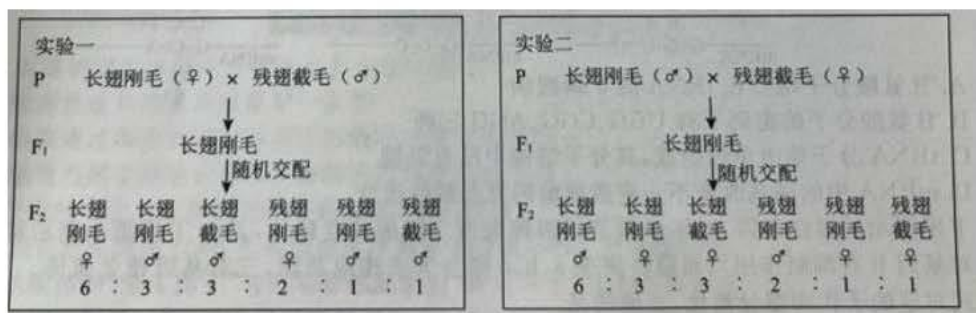 实验一
P 长翅刚毛（♀）× 残翅截毛（♂）
F₁ 长翅刚毛
随机交配
F₂ 长翅 长翅 长翅 残翅 残翅 残翅
刚毛 刚毛 截毛 刚毛 刚毛 截毛
♀ ♂ ♂ ♀ ♂ ♂
6 : 3 : 3 : 2 : 1 : 1
实验二
P 长翅刚毛（♂）× 残翅截毛（♀）
F₁ 长翅刚毛
随机交配
F₂ 长翅 长翅 长翅 残翅 残翅 残翅
刚毛 刚毛 截毛 刚毛 刚毛 截毛
♂ ♀ ♀ ♂ ♀ ♀
6 : 3 : 3 : 2 : 1 : 1